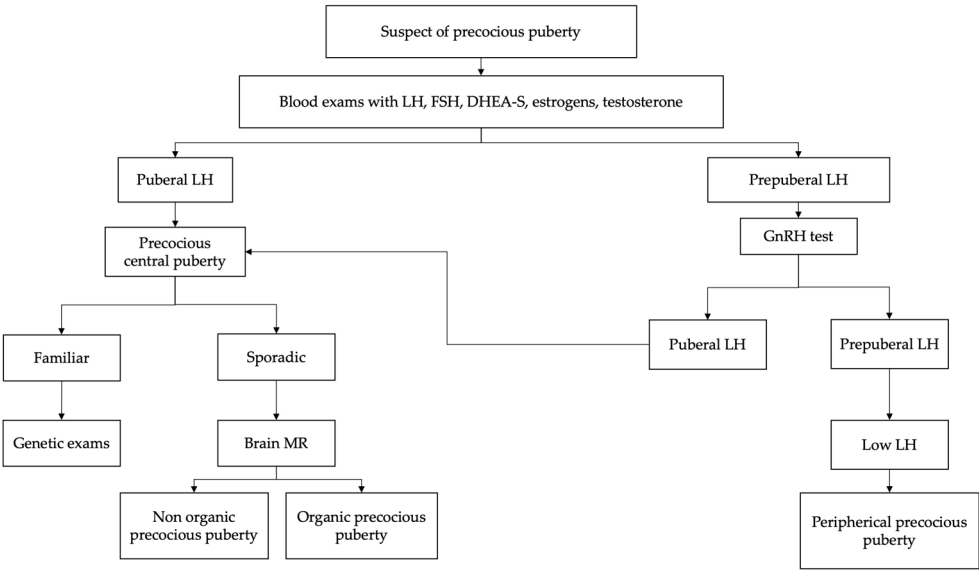 Suspect of precocious puberty
Blood exams with LH, FSH, DHEA-S, estrogens, testosterone
Puberal LH
Prepuberal LH
Precocious
central puberty
GnRH test
Familiar
Sporadic
Puberal LH
Prepuberal LH
Genetic exams
Brain MR
Low LH
Non organic
precocious puberty
Organic precocious
puberty
Peripherical precocious
puberty